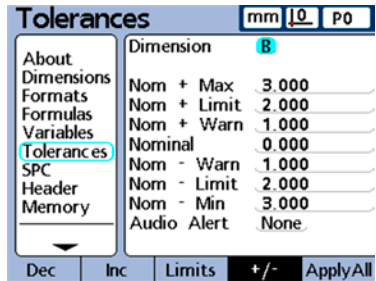 Tolerances mm 0 P0
About
Dimensions
Formats
Formulas
Variables
Tolerances
SPC
Header
Memory
Dimension B
Nom + Max 3.000
Nom + Limit 2.000
Nom + Warn 1.000
Nominal 0.000
Nom - Warn 1.000
Nom - Limit 2.000
Nom - Min 3.000
Audio Alert None
Dec Inc Limits +/- ApplyAll